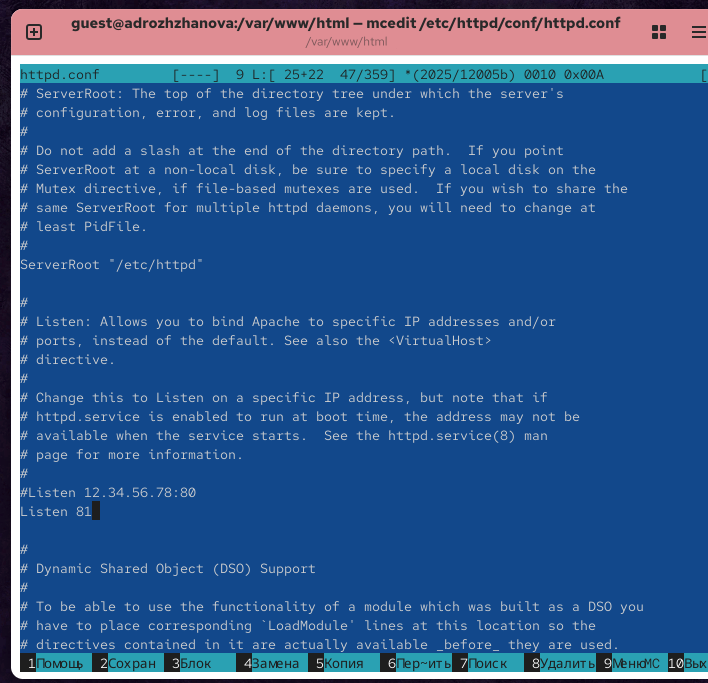 guest@adrozhzhanova:/var/www/html — mcedit /etc/httpd/conf/httpd.conf
/var/www/html
httpd.conf         [----]  9 L:[ 25+22  47/359] *(2025/12005b) 0010 0x00A            [
# ServerRoot: The top of the directory tree under which the server's
# configuration, error, and log files are kept.
#
# Do not add a slash at the end of the directory path.  If you point
# ServerRoot at a non-local disk, be sure to specify a local disk on the
# Mutex directive, if file-based mutexes are used.  If you wish to share the
# same ServerRoot for multiple httpd daemons, you will need to change at
# least PidFile.
#
ServerRoot "/etc/httpd"
#
# Listen: Allows you to bind Apache to specific IP addresses and/or
# ports, instead of the default. See also the <VirtualHost>
# directive.
#
# Change this to Listen on a specific IP address, but note that if
# httpd.service is enabled to run at boot time, the address may not be
# available when the service starts.  See the httpd.service(8) man
# page for more information.
#
#Listen 12.34.56.78:80
Listen 81
#
# Dynamic Shared Object (DSO) Support
#
# To be able to use the functionality of a module which was built as a DSO you
# have to place corresponding `LoadModule' lines at this location so the
# directives contained in it are actually available _before_ they are used.
1Помощь 2Сохран 3Блок 4Замена 5Копия 6Пер~ить 7Поиск 8Удалить 9МенюMC 10Вых